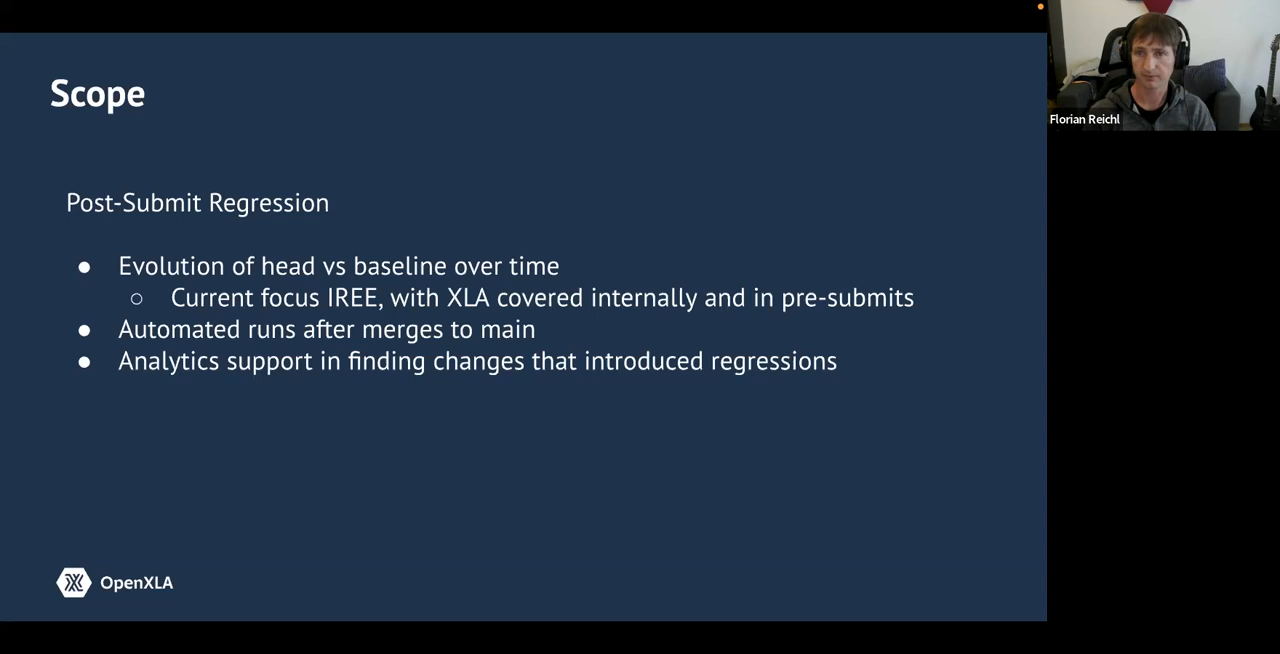 Scope
Florian Reichl
Post-Submit Regression
● Evolution of head vs baseline over time
○ Current focus IREE, with XLA covered internally and in pre-submits
● Automated runs after merges to main
● Analytics support in finding changes that introduced regressions
OpenXLA